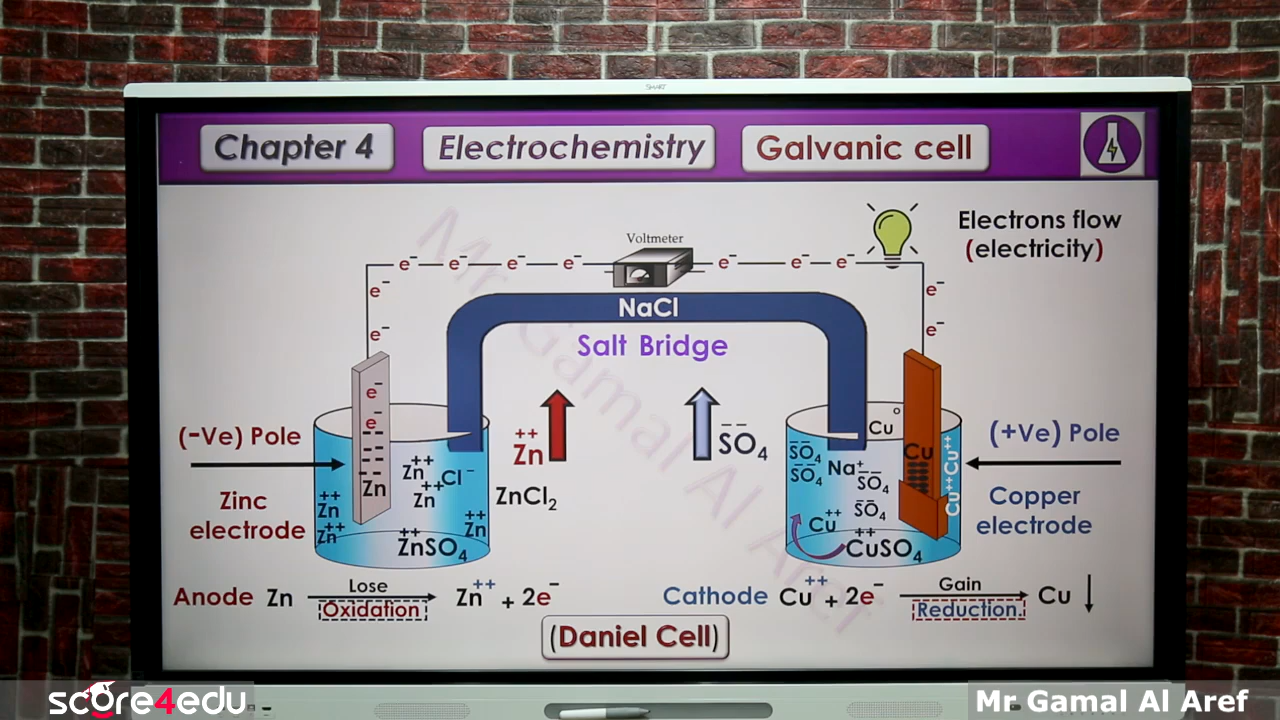 SMART
Chapter 4
Electrochemistry
Galvanic cell
Mr Gamal Al Aref
Electrons flow
(electricity)
Voltmeter
e⁻ e⁻ e⁻ e⁻ e⁻ e⁻ e⁻
e⁻ e⁻
e⁻ e⁻
NaCl
Salt Bridge
e⁻
e⁻
(-Ve) Pole
Zinc
electrode
Zn
Zn⁺⁺
Zn⁺⁺
Zn⁺⁺
Zn⁺⁺
Cl⁻
Zn⁺⁺
ZnSO₄
Zn⁺⁺
ZnCl₂
SO₄⁻⁻
Cu°
SO₄⁻⁻
SO₄⁻⁻
Na⁺
SO₄⁻⁻
SO₄⁻⁻
Cu⁺⁺
CuSO₄
Cu
Cu⁺⁺Cu⁺⁺
(+Ve) Pole
Copper
electrode
Anode Zn Lose Oxidation Zn⁺⁺ + 2e⁻
Cathode Cu⁺⁺ + 2e⁻ Gain Reduction. Cu ↓
(Daniel Cell)
score4edu
Mr Gamal Al Aref